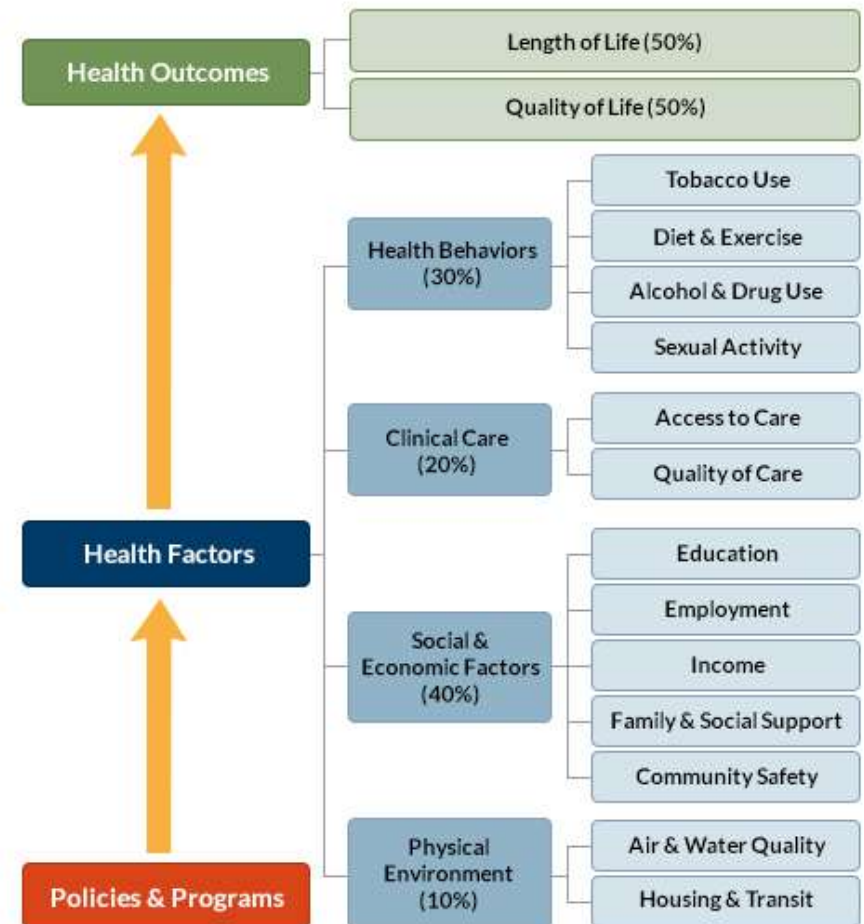 Health Outcomes
Length of Life (50%)
Quality of Life (50%)
Health Factors
Health Behaviors
(30%)
Tobacco Use
Diet & Exercise
Alcohol & Drug Use
Sexual Activity
Clinical Care
(20%)
Access to Care
Quality of Care
Social &
Economic Factors
(40%)
Education
Employment
Income
Family & Social Support
Community Safety
Physical
Environment
(10%)
Air & Water Quality
Housing & Transit
Policies & Programs